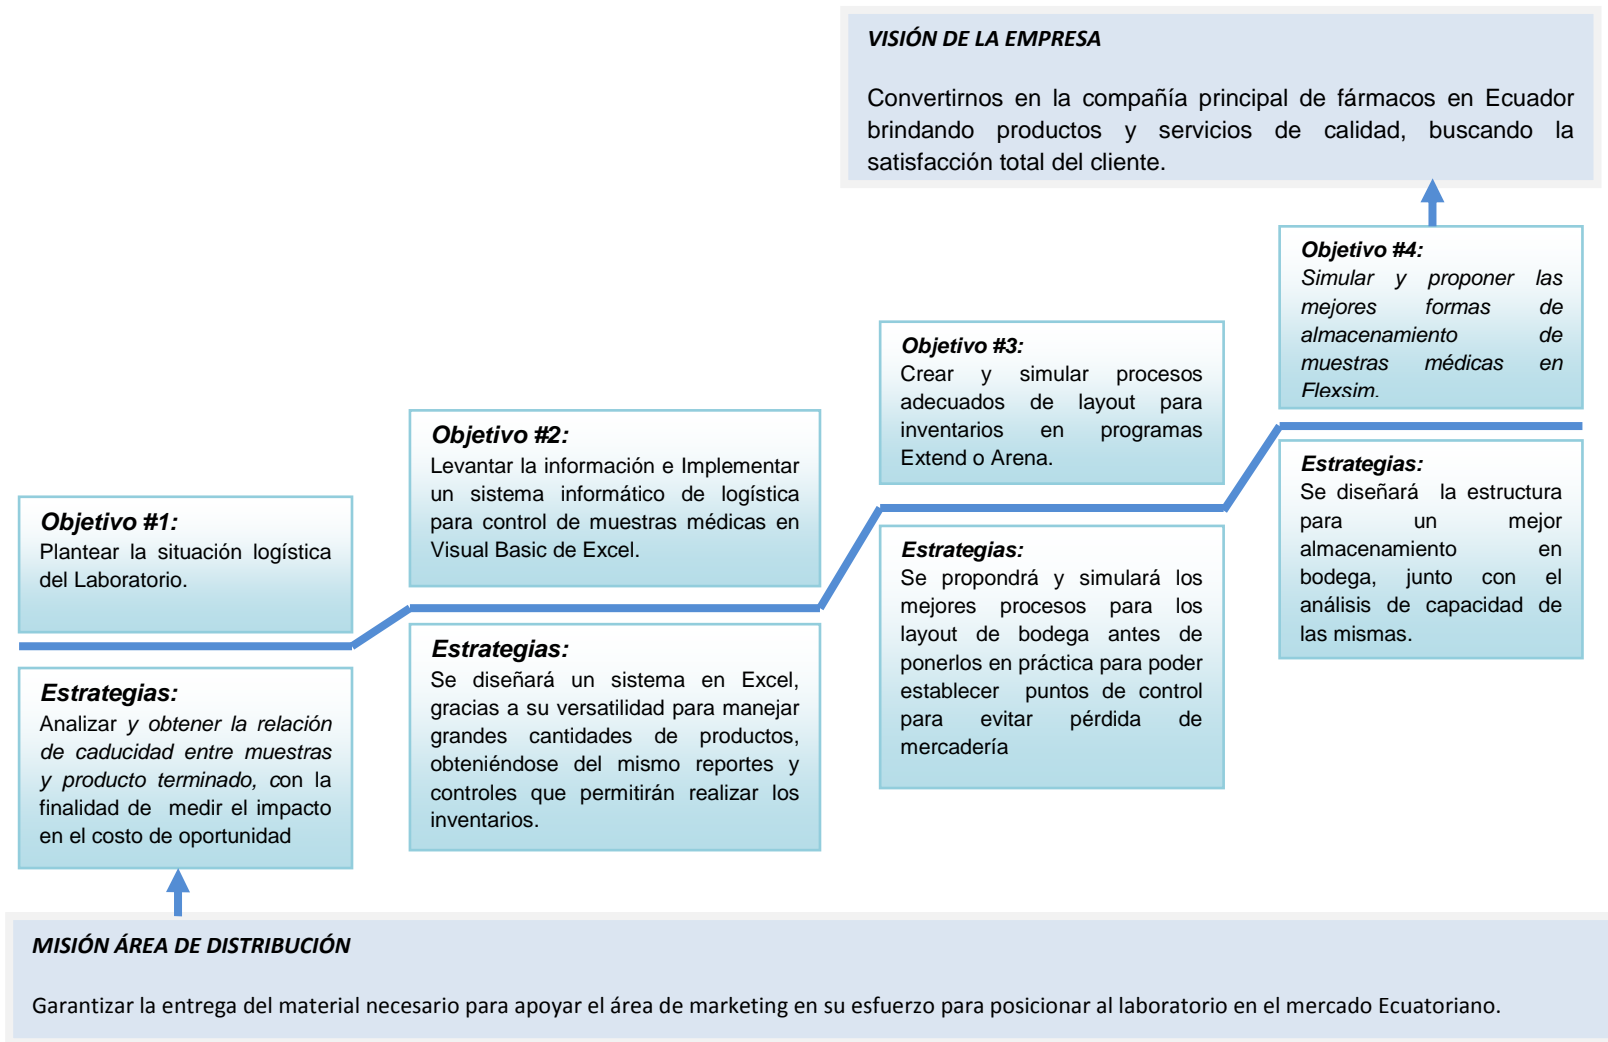 VISIÓN DE LA EMPRESA
Convertirnos en la compañía principal de fármacos en Ecuador
brindando productos y servicios de calidad, buscando la
satisfacción total del cliente.
Objetivo #4:
Simular y proponer las
mejores formas de
almacenamiento de
muestras médicas en
Flexsim.
Estrategias:
Se diseñará la estructura
para un mejor
almacenamiento en
bodega, junto con el
análisis de capacidad de
las mismas.
Objetivo #3:
Crear y simular procesos
adecuados de layout para
inventarios en programas
Extend o Arena.
Estrategias:
Se propondrá y simulará los
mejores procesos para los
layout de bodega antes de
ponerlos en práctica para poder
establecer puntos de control
para evitar pérdida de
mercadería
Objetivo #2:
Levantar la información e Implementar
un sistema informático de logística
para control de muestras médicas en
Visual Basic de Excel.
Estrategias:
Se diseñará un sistema en Excel,
gracias a su versatilidad para manejar
grandes cantidades de productos,
obteniéndose del mismo reportes y
controles que permitirán realizar los
inventarios.
Objetivo #1:
Plantear la situación logística
del Laboratorio.
Estrategias:
Analizar y obtener la relación
de caducidad entre muestras
y producto terminado, con la
finalidad de medir el impacto
en el costo de oportunidad
MISIÓN ÁREA DE DISTRIBUCIÓN
Garantizar la entrega del material necesario para apoyar el área de marketing en su esfuerzo para posicionar al laboratorio en el mercado Ecuatoriano.